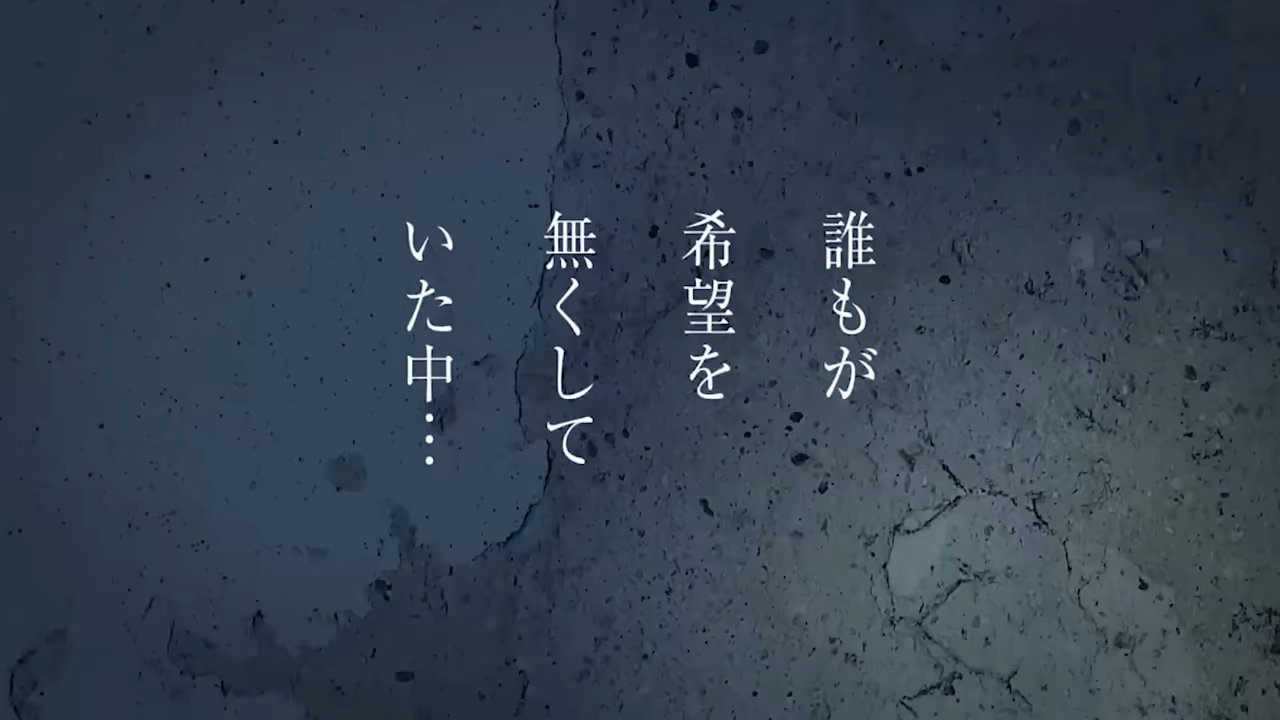 誰もが
希望を
無くして
いた中…